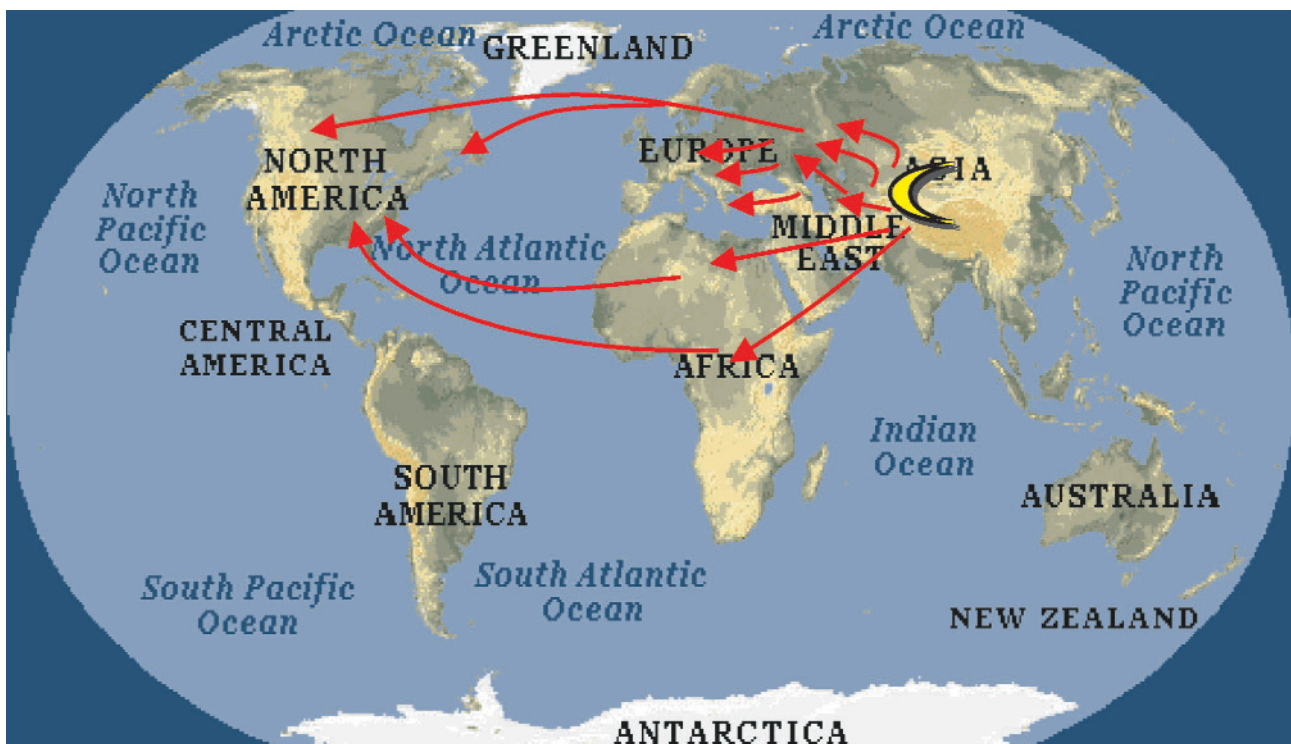 Arctic Ocean
GREENLAND
Arctic Ocean
NORTH
AMERICA
EUROPE
ASIA
North
Pacific
Ocean
North Atlantic
Ocean
MIDDLE
EAST
North
Pacific
Ocean
CENTRAL
AMERICA
AFRICA
Indian
Ocean
SOUTH
AMERICA
AUSTRALIA
South Pacific
Ocean
South Atlantic
Ocean
NEW ZEALAND
ANTARCTICA